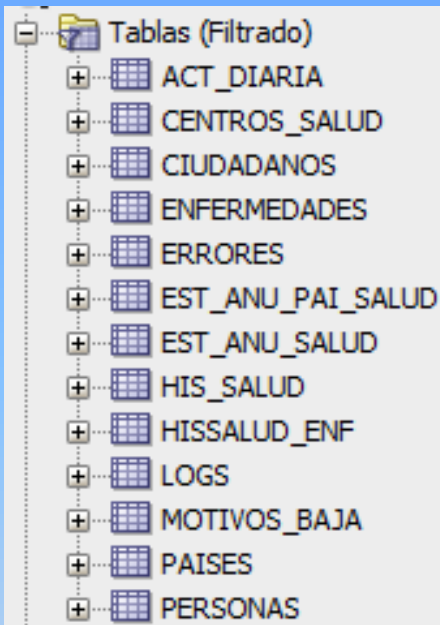 Tablas (Filtrado)
ACT_DIARIA
CENTROS_SALUD
CIUDADANOS
ENFERMEDADES
ERRORES
EST_ANU_PAI_SALUD
EST_ANU_SALUD
HIS_SALUD
HISSALUD_ENF
LOGS
MOTIVOS_BAJA
PAISES
PERSONAS